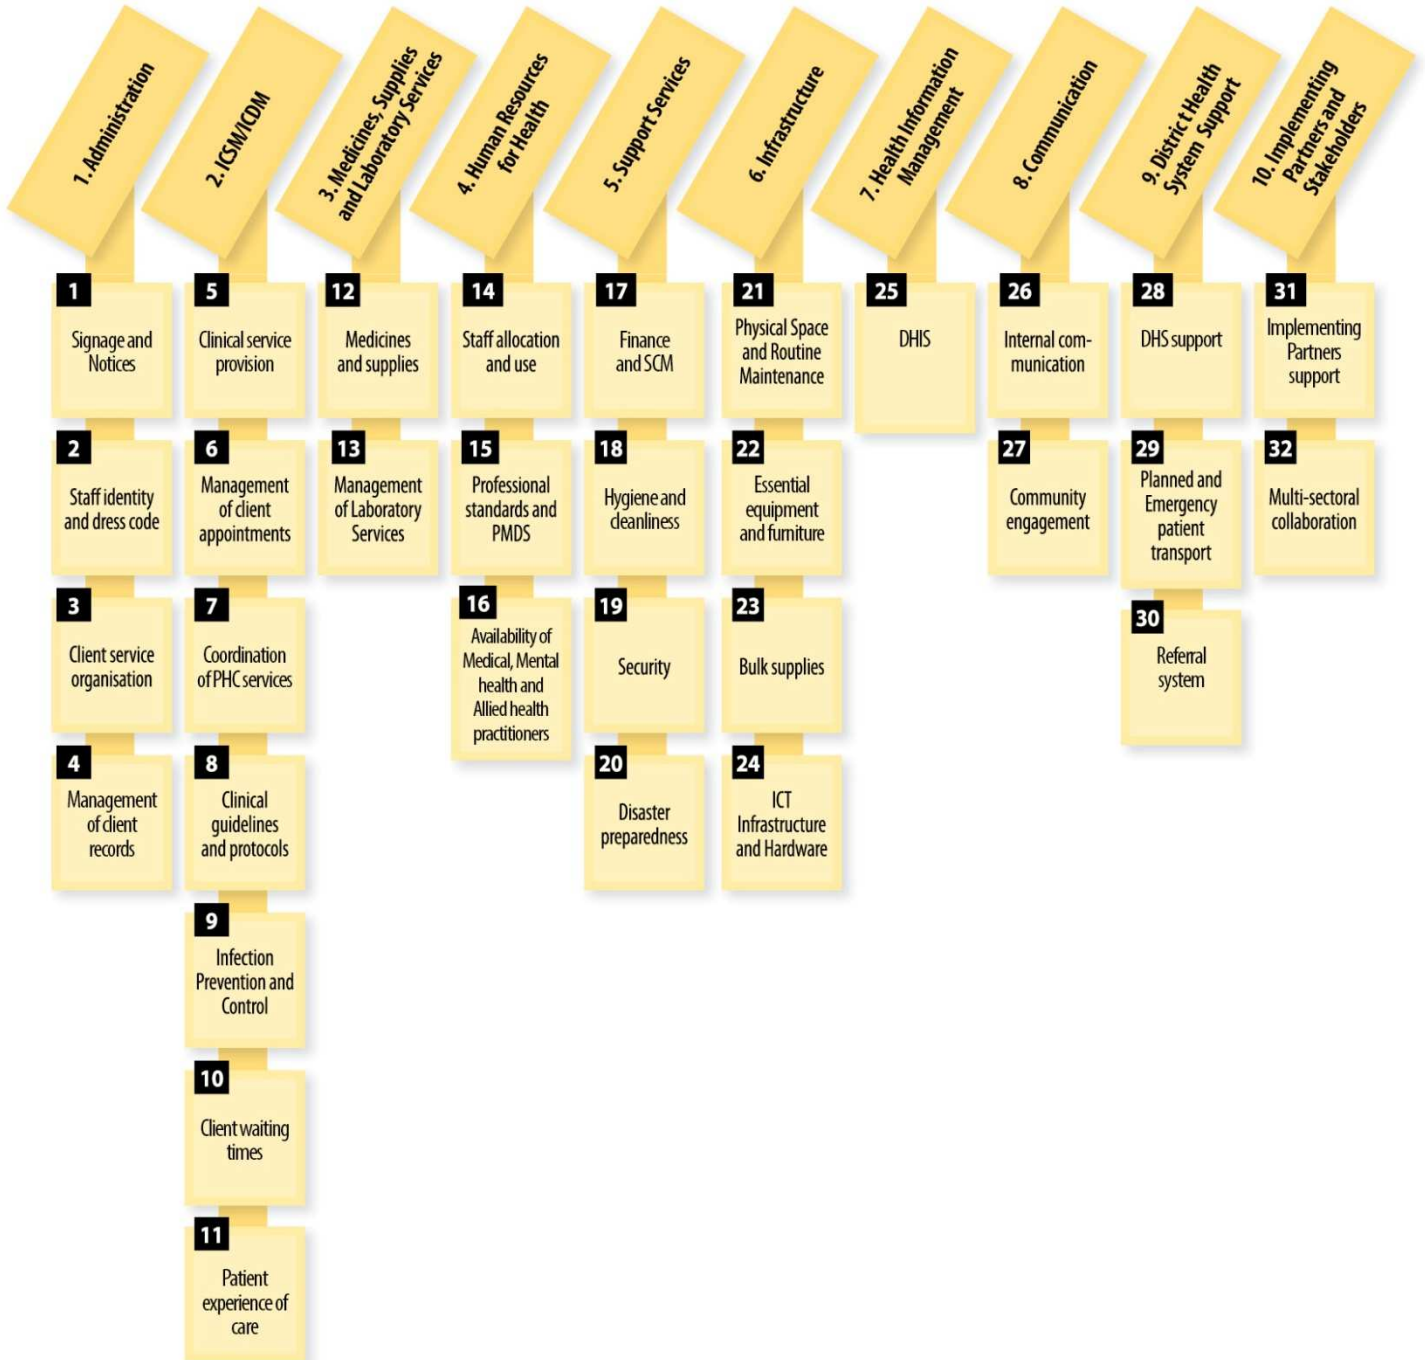 1. Administration
2. ICSM/ICDM
3. Medicines, Supplies
and Laboratory Services
4. Human Resources
for Health
5. Support Services
6. Infrastructure
7. Health Information
Management
8. Communication
9. District Health
System Support
10. Implementing
Partners and
Stakeholders
1
Signage and
Notices
2
Staff identity
and dress code
3
Client service
organisation
4
Management
of client
records
5
Clinical service
provision
6
Management
of client
appointments
7
Coordination
of PHC services
8
Clinical
guidelines
and protocols
9
Infection
Prevention and
Control
10
Client waiting
times
11
Patient
experience of
care
12
Medicines
and supplies
13
Management
of Laboratory
Services
14
Staff allocation
and use
15
Professional
standards and
PMDS
16
Availability of
Medical, Mental
health and
Allied health
practitioners
17
Finance
and SCM
18
Hygiene and
cleanliness
19
Security
20
Disaster
preparedness
21
Physical Space
and Routine
Maintenance
22
Essential
equipment
and furniture
23
Bulk supplies
24
ICT
Infrastructure
and Hardware
25
DHIS
26
Internal com-
munication
27
Community
engagement
28
DHS support
29
Planned and
Emergency
patient
transport
30
Referral
system
31
Implementing
Partners
support
32
Multi-sectoral
collaboration